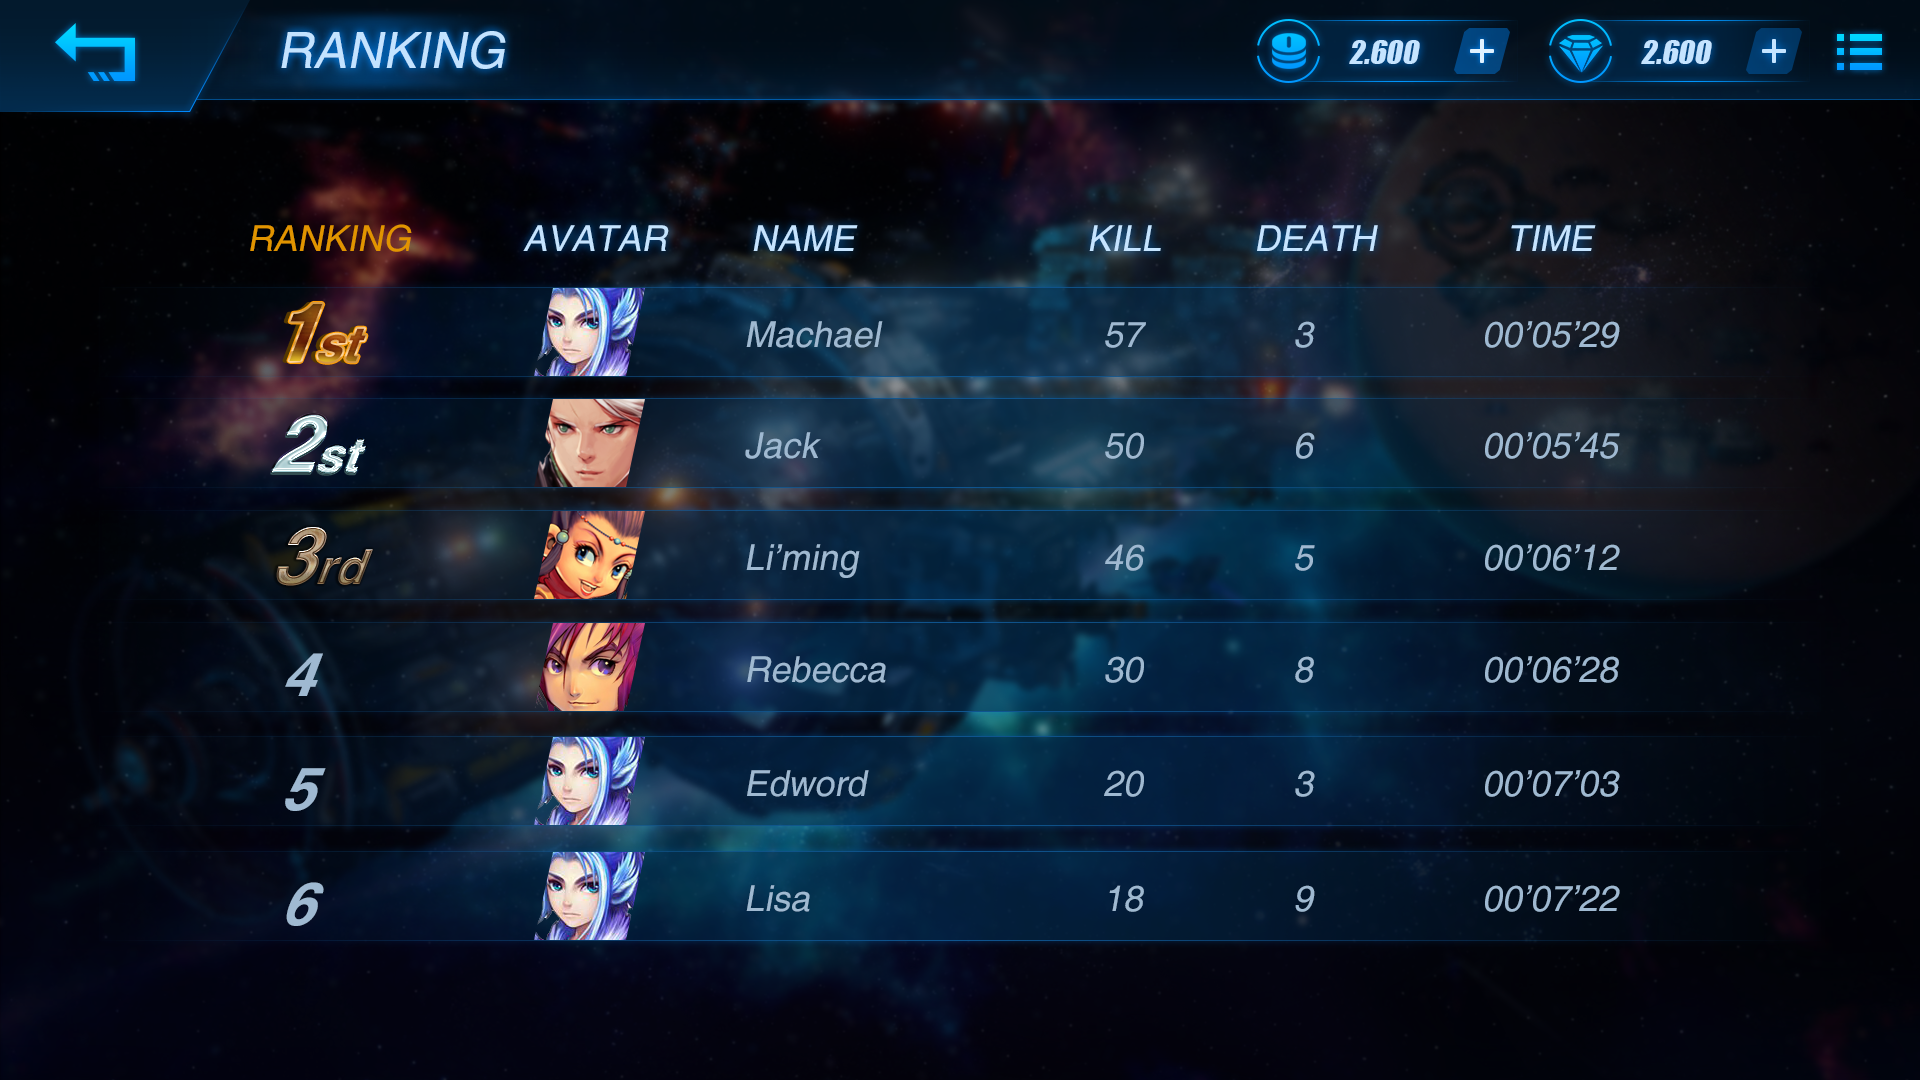 RANKING 2.600 + 2.600 +
RANKING AVATAR NAME KILL DEATH TIME
1st Machael 57 3 00’05’29
2st Jack 50 6 00’05’45
3rd Li’ming 46 5 00’06’12
4 Rebecca 30 8 00’06’28
5 Edword 20 3 00’07’03
6 Lisa 18 9 00’07’22